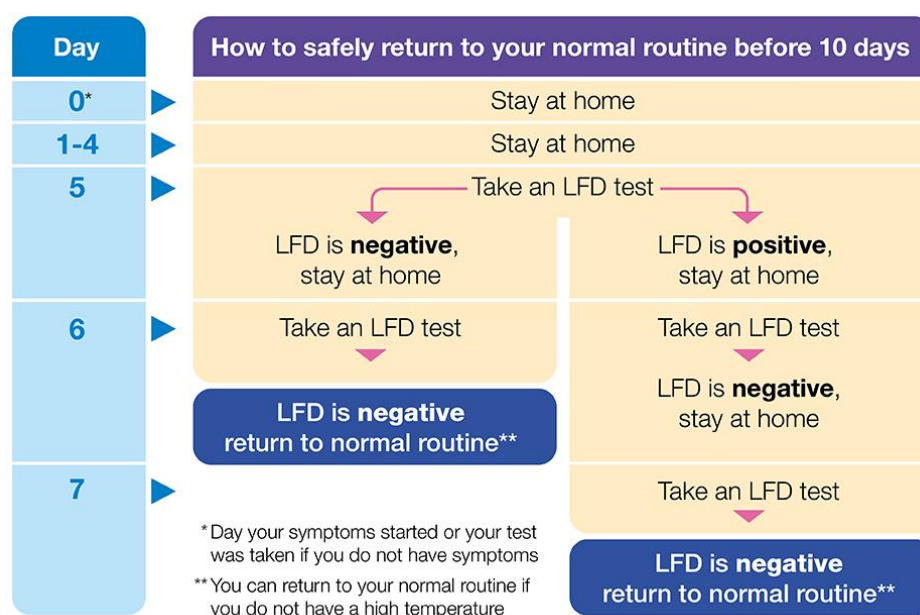 Day
How to safely return to your normal routine before 10 days
0*
Stay at home
1-4
Stay at home
5
Take an LFD test
LFD is negative,
stay at home
LFD is positive,
stay at home
6
Take an LFD test
LFD is negative
return to normal routine**
Take an LFD test
LFD is negative,
stay at home
7
Take an LFD test
LFD is negative
return to normal routine**
* Day your symptoms started or your test
was taken if you do not have symptoms
** You can return to your normal routine if
you do not have a high temperature